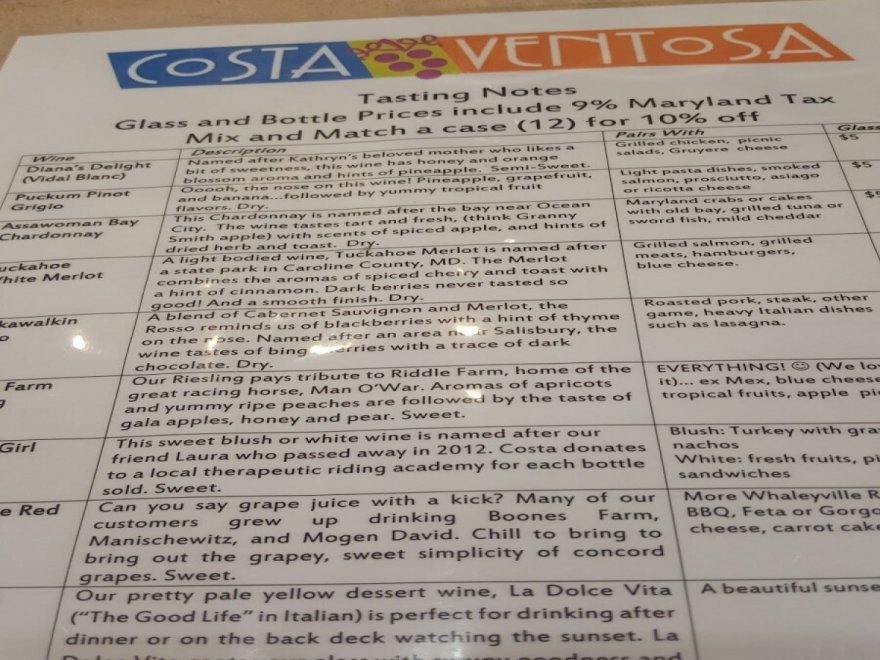 COSTA VENTOSA
Tasting Notes
Glass and Bottle Prices include 9% Maryland Tax
Mix and Match a case (12) for 10% off
Wine Description Pairs With Glass
Diana's Delight
(Vidal Blanc)
Named after Kathryn's beloved mother who likes a
bit of sweetness, this wine has honey and orange
blossom aroma and hints of pineapple. Semi-Sweet.
Grilled chicken, picnic
salads, Gruyere cheese
$5
Puckum Pinot
Grigio
Ooooh, the nose on this wine! Pineapple, grapefruit,
and banana...followed by yummy tropical fruit
flavors. Dry.
Light pasta dishes, smoked
salmon, prosciutto, asiago
or ricotta cheese
$5
Assawoman Bay
Chardonnay
This Chardonnay is named after the bay near Ocean
City. The wine tastes tart and fresh, (think Granny
Smith apple) with scents of spiced apple, and hints of
dried herb and toast. Dry.
Maryland crabs or cakes
with old bay, grilled tuna or
sword fish, mild cheddar
uckahoe
hite Merlot
A light bodied wine, Tuckahoe Merlot is named after
a state park in Caroline County, MD. The Merlot
combines the aromas of spiced cherry and toast with
a hint of cinnamon. Dark berries never tasted so
good! And a smooth finish. Dry.
Grilled salmon, grilled
meats, hamburgers,
blue cheese.
kawalkin
o
A blend of Cabernet Sauvignon and Merlot, the
Rosso reminds us of blackberries with a hint of thyme
on the nose. Named after an area near Salisbury, the
wine tastes of bing cherries with a trace of dark
chocolate. Dry.
Roasted pork, steak, other
game, heavy Italian dishes
such as lasagna.
Farm
g
Our Riesling pays tribute to Riddle Farm, home of the
great racing horse, Man O'War. Aromas of apricots
and yummy ripe peaches are followed by the taste of
gala apples, honey and pear. Sweet.
EVERYTHING! ☺ (We lo
it)... ex Mex, blue cheese
tropical fruits, apple pi
Girl
This sweet blush or white wine is named after our
friend Laura who passed away in 2012. Costa donates
to a local therapeutic riding academy for each bottle
sold. Sweet.
Blush: Turkey with gra
nachos
White: fresh fruits, pi
sandwiches
e Red
Can you say grape juice with a kick? Many of our
customers grew up drinking Boones Farm,
Manischewitz, and Mogen David. Chill to bring to
bring out the grapey, sweet simplicity of concord
grapes. Sweet.
More Whaleyville R
BBQ, Feta or Gorgo
cheese, carrot cake
Our pretty pale yellow dessert wine, La Dolce Vita
("The Good Life" in Italian) is perfect for drinking after
dinner or on the back deck watching the sunset. La
A beautiful sunse